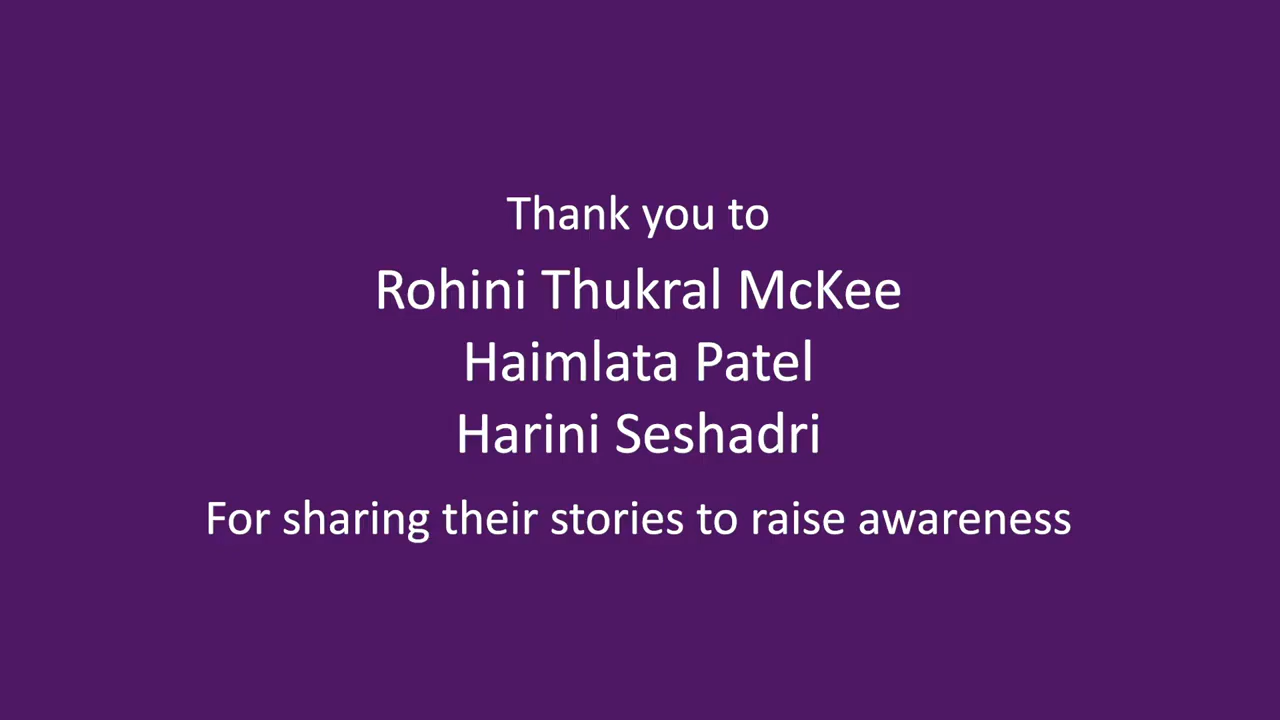 Thank you to
Rohini Thukral McKee
Haimlata Patel
Harini Seshadri
For sharing their stories to raise awareness